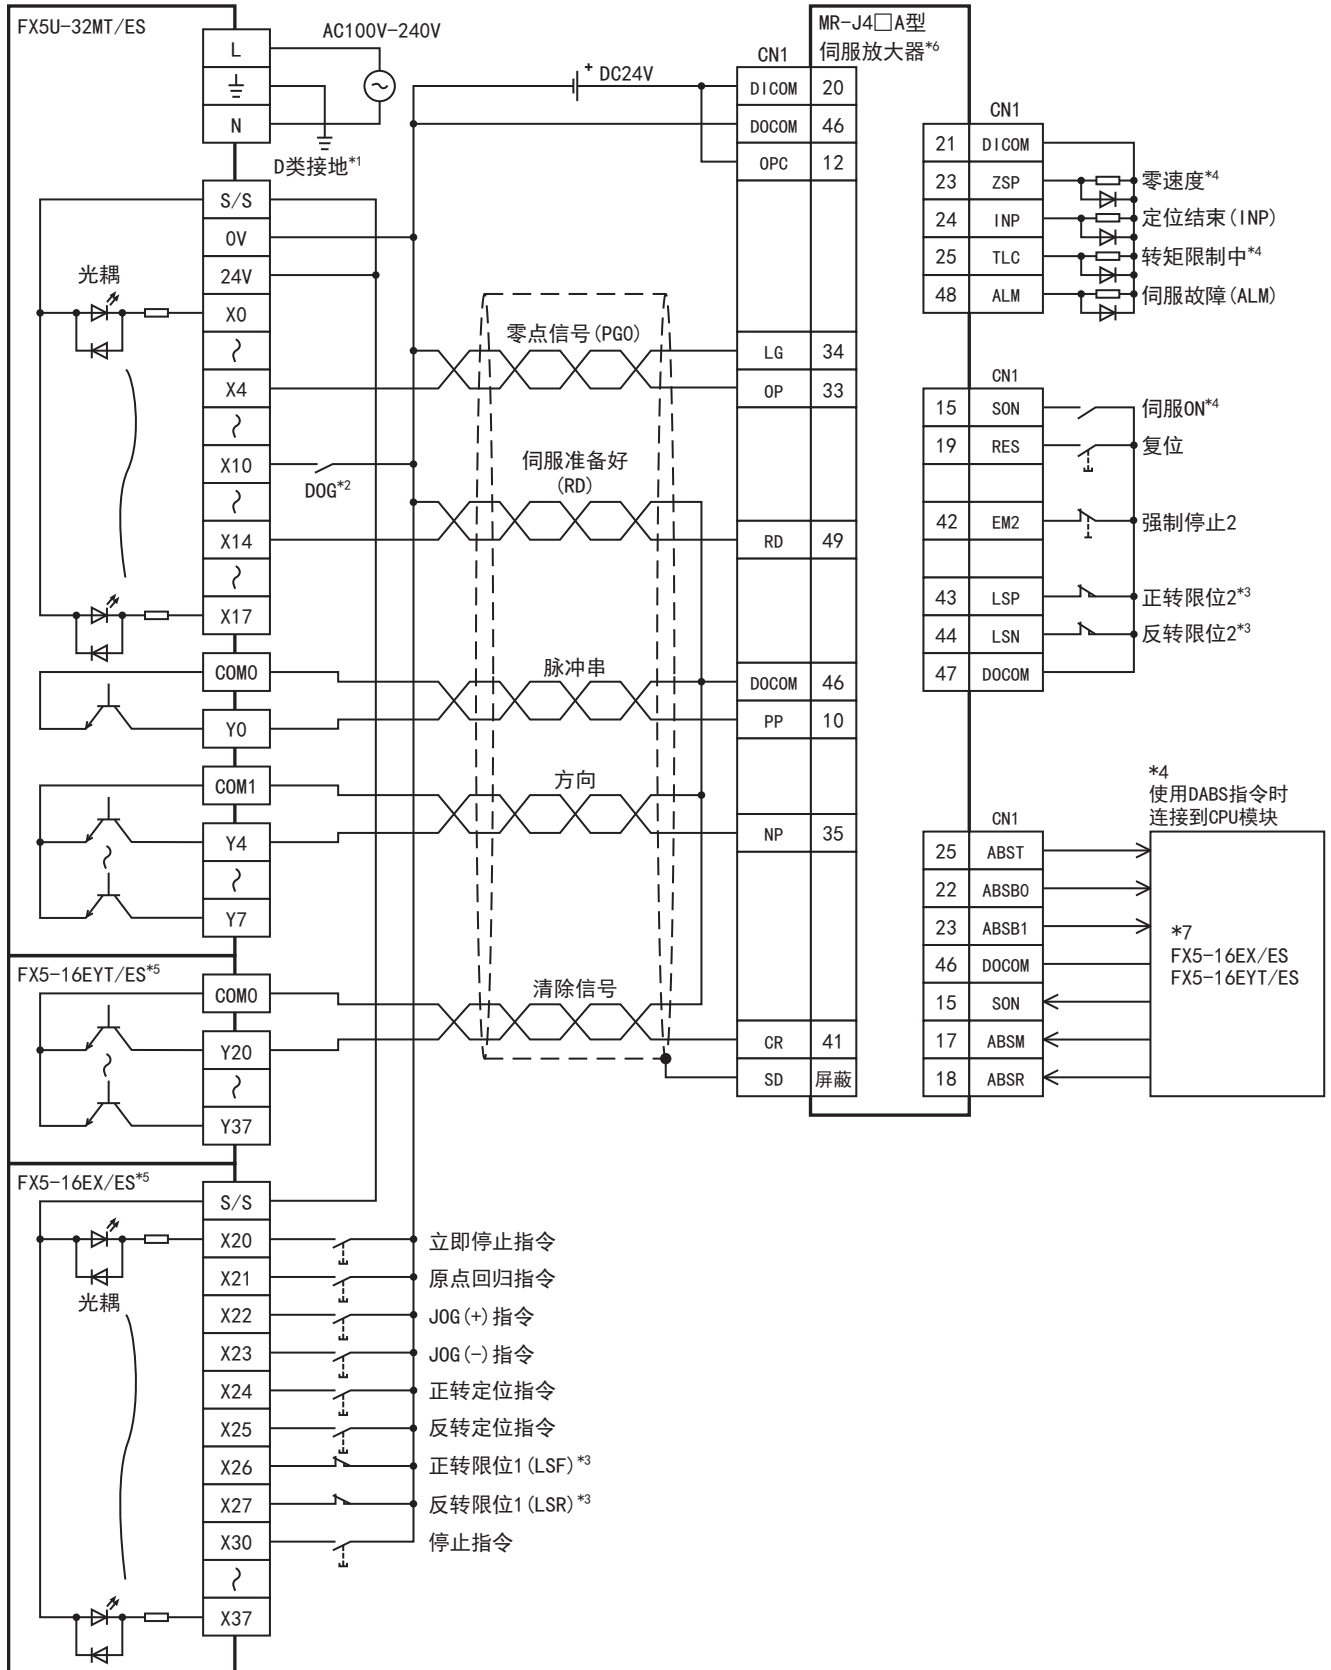 FX5U-32MT/ES
L
N
AC100V-240V
D类接地*1
S/S
0V
24V
X0
X4
X10
X14
X17
COM0
Y0
COM1
Y4
Y7
光耦
DOG*2
FX5-16EYT/ES*5
COM0
Y20
Y37
FX5-16EX/ES*5
S/S
X20
X21
X22
X23
X24
X25
X26
X27
X30
X37
光耦
立即停止指令
原点回归指令
JOG(+)指令
JOG(-)指令
正转定位指令
反转定位指令
正转限位1(LSF)*3
反转限位1(LSR)*3
停止指令
+ DC24V
零点信号(PG0)
伺服准备好
(RD)
脉冲串
方向
清除信号
MR-J4□A型
伺服放大器*6
CN1
DICOM 20
DOCOM 46
OPC 12
LG 34
OP 33
RD 49
DOCOM 46
PP 10
NP 35
CR 41
SD 屏蔽
CN1
21 DICOM
23 ZSP 零速度*4
24 INP 定位结束(INP)
25 TLC 转矩限制中*4
48 ALM 伺服故障(ALM)
CN1
15 SON 伺服ON*4
19 RES 复位
42 EM2 强制停止2
43 LSP 正转限位2*3
44 LSN 反转限位2*3
47 DOCOM
*4
使用DABS指令时
连接到CPU模块
CN1
25 ABST
22 ABSB0
23 ABSB1
46 DOCOM
15 SON
17 ABSM
18 ABSR
*7
FX5-16EX/ES
FX5-16EYT/ES